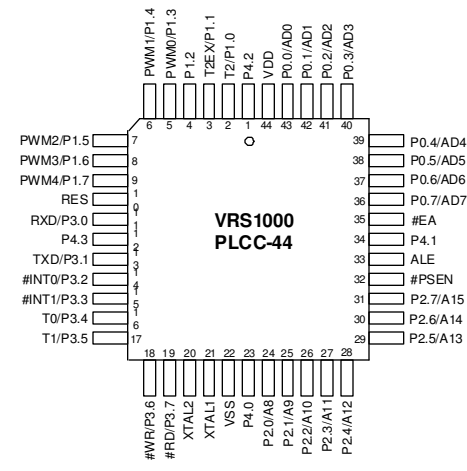 PWM1/P1.4
PWM0/P1.3
P1.2
T2EX/P1.1
T2/P1.0
P4.2
VDD
P0.0/AD0
P0.1/AD1
P0.2/AD2
P0.3/AD3
6 5 4 3 2 1 44 43 42 41 40
PWM2/P1.5 7
PWM3/P1.6 8
PWM4/P1.7 9
RES 10
RXD/P3.0 11
P4.3 12
TXD/P3.1 13
#INT0/P3.2 14
#INT1/P3.3 15
T0/P3.4 16
T1/P3.5 17
VRS1000
PLCC-44
39 P0.4/AD4
38 P0.5/AD5
37 P0.6/AD6
36 P0.7/AD7
35 #EA
34 P4.1
33 ALE
32 #PSEN
31 P2.7/A15
30 P2.6/A14
29 P2.5/A13
18 19 20 21 22 23 24 25 26 27 28
#WR/P3.6
#RD/P3.7
XTAL2
XTAL1
VSS
P4.0
P2.0/A8
P2.1/A9
P2.2/A10
P2.3/A11
P2.4/A12